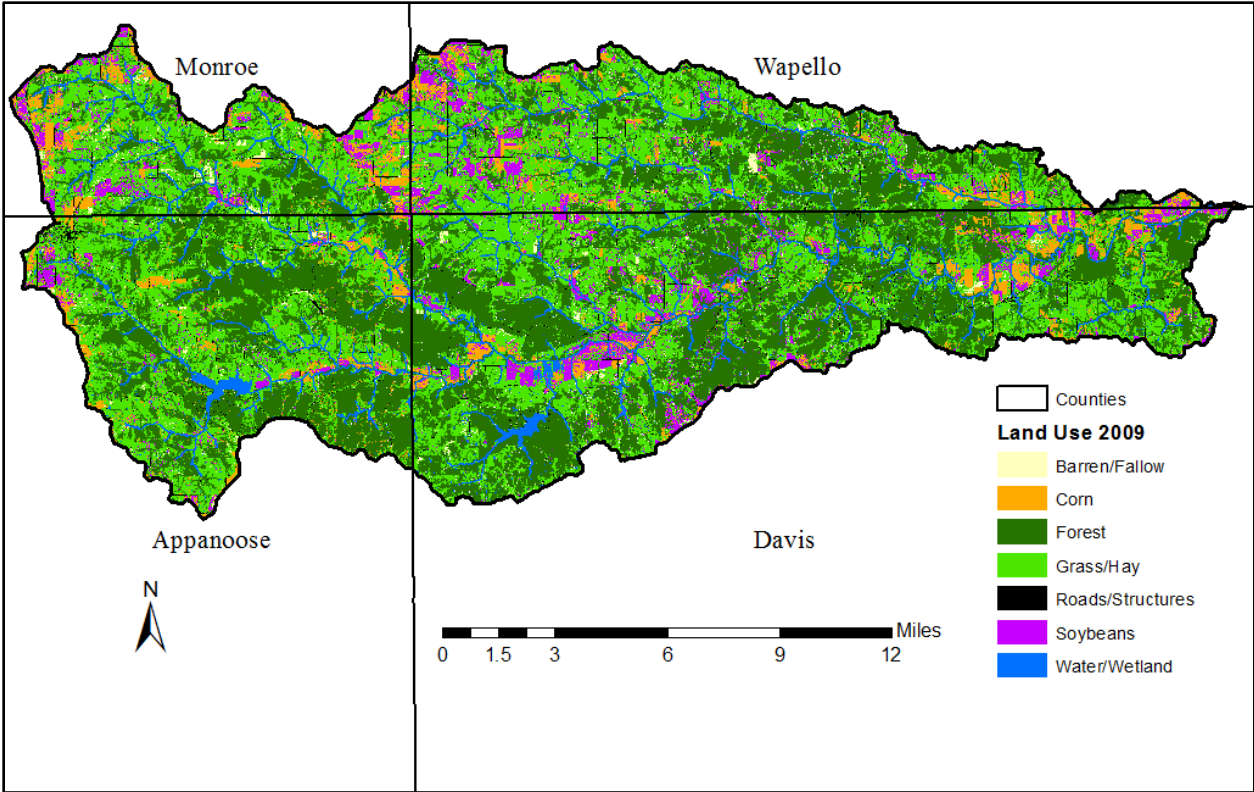 Monroe
Wapello
Appanoose
Davis
N
Miles
0 1.5 3 6 9 12
Counties
Land Use 2009
Barren/Fallow
Corn
Forest
Grass/Hay
Roads/Structures
Soybeans
Water/Wetland